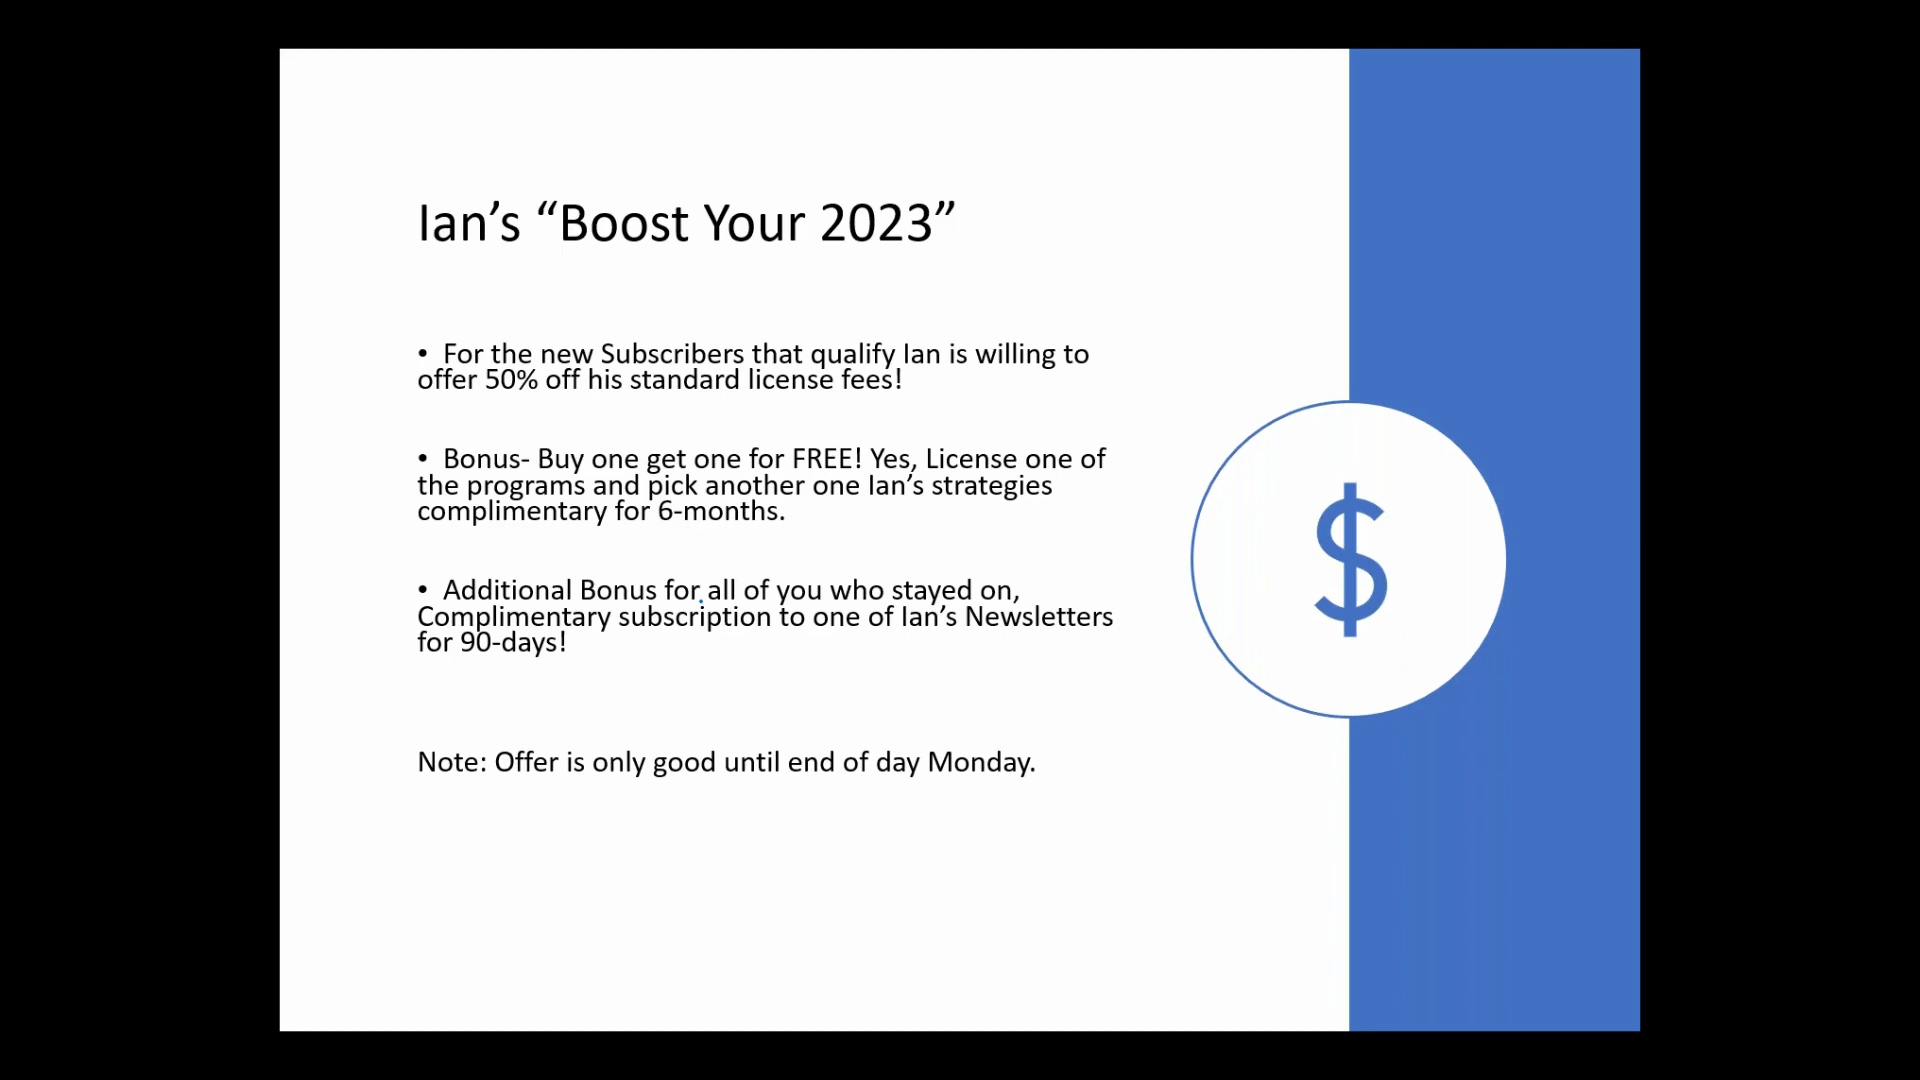 Ian’s “Boost Your 2023”
• For the new Subscribers that qualify Ian is willing to
offer 50% off his standard license fees!
• Bonus- Buy one get one for FREE! Yes, License one of
the programs and pick another one Ian’s strategies
complimentary for 6-months.
• Additional Bonus for all of you who stayed on,
Complimentary subscription to one of Ian’s Newsletters
for 90-days!
Note: Offer is only good until end of day Monday.
$